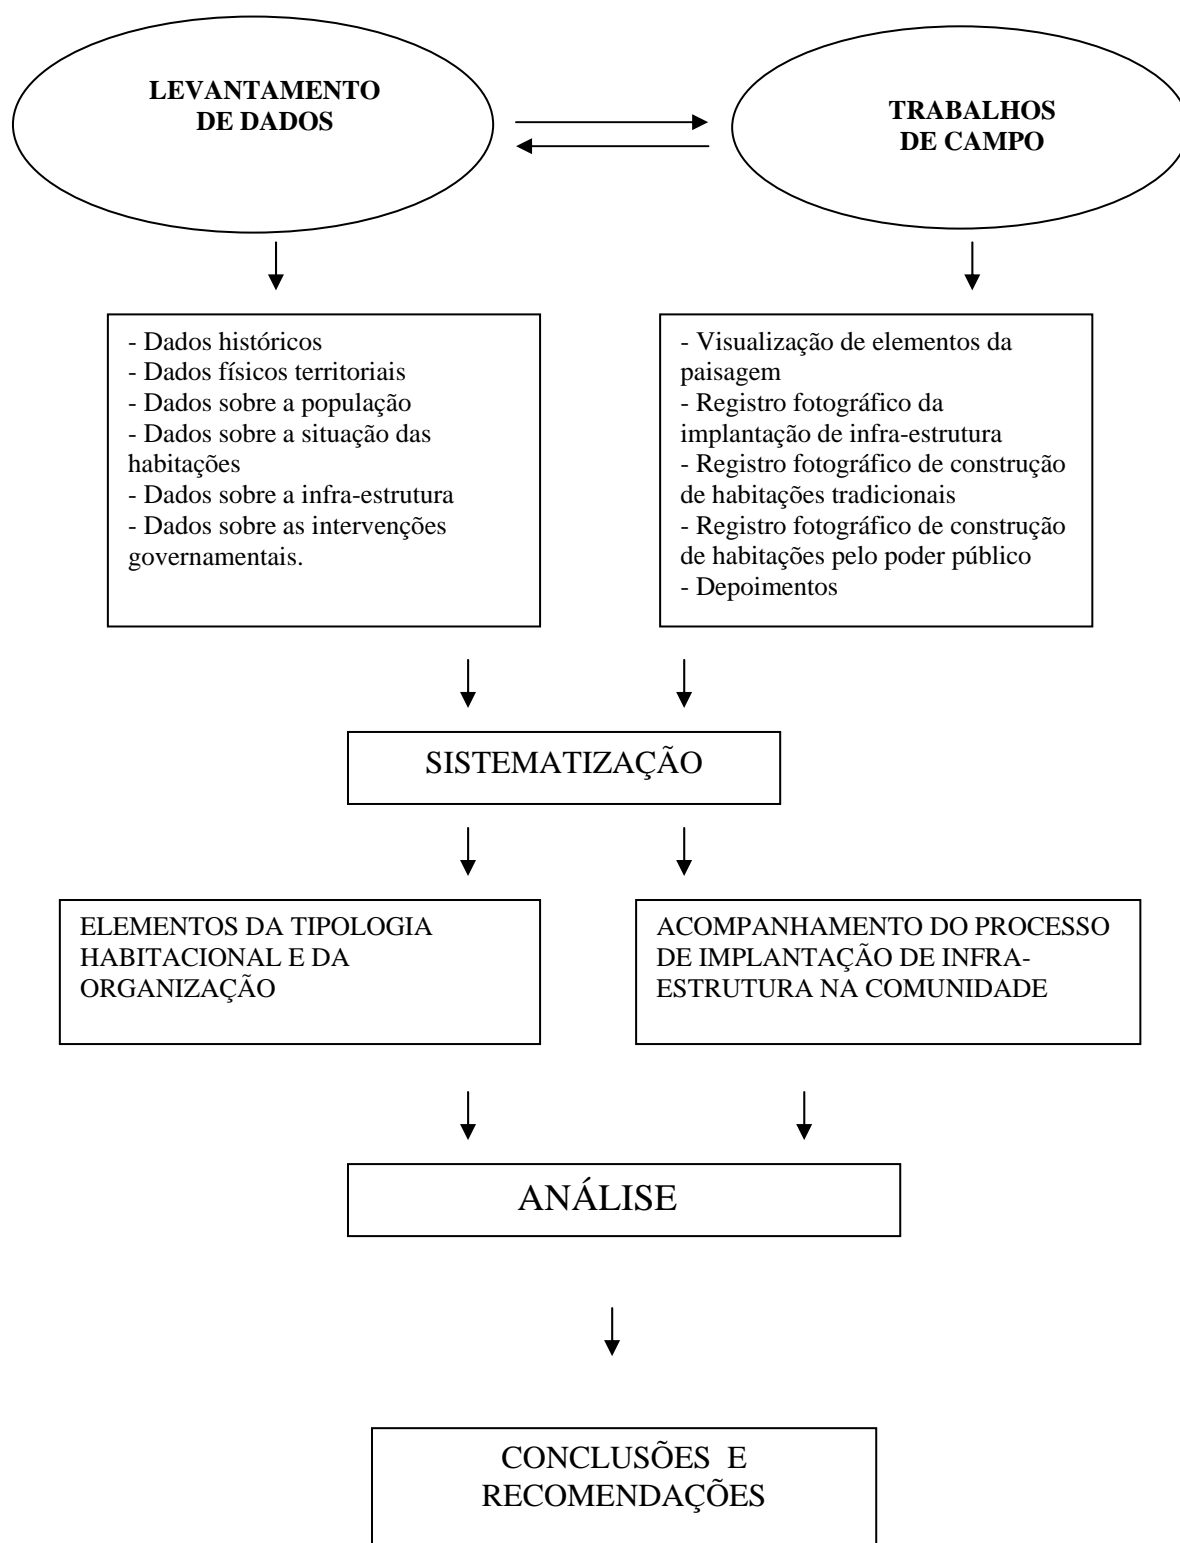 LEVANTAMENTO
DE DADOS
TRABALHOS
DE CAMPO
- Dados históricos
- Dados físicos territoriais
- Dados sobre a população
- Dados sobre a situação das
habitações
- Dados sobre a infra-estrutura
- Dados sobre as intervenções
governamentais.
- Visualização de elementos da
paisagem
- Registro fotográfico da
implantação de infra-estrutura
- Registro fotográfico de construção
de habitações tradicionais
- Registro fotográfico de construção
de habitações pelo poder público
- Depoimentos
SISTEMATIZAÇÃO
ELEMENTOS DA TIPOLOGIA
HABITACIONAL E DA
ORGANIZAÇÃO
ACOMPANHAMENTO DO PROCESSO
DE IMPLANTAÇÃO DE INFRA-
ESTRUTURA NA COMUNIDADE
ANÁLISE
CONCLUSÕES E
RECOMENDAÇÕES